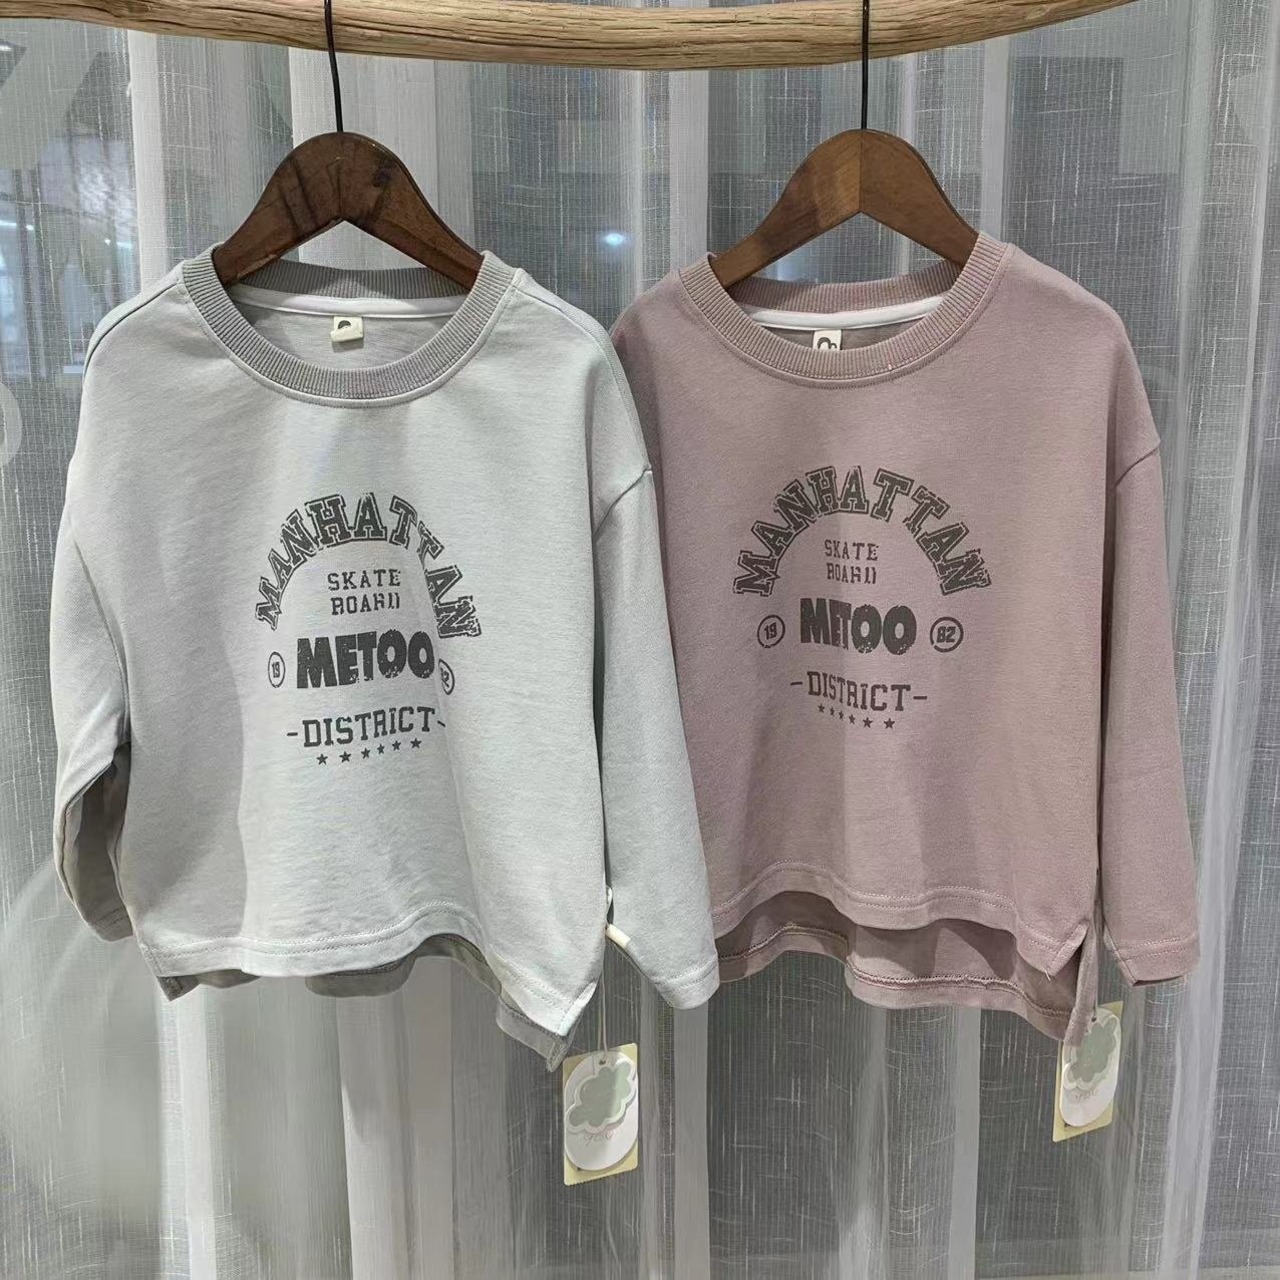 MANHATTAN
SKATE
BOARD
19 METOO 82
-DISTRICT-
MANHATTAN
SKATE
BOARD
19 METOO 82
-DISTRICT-